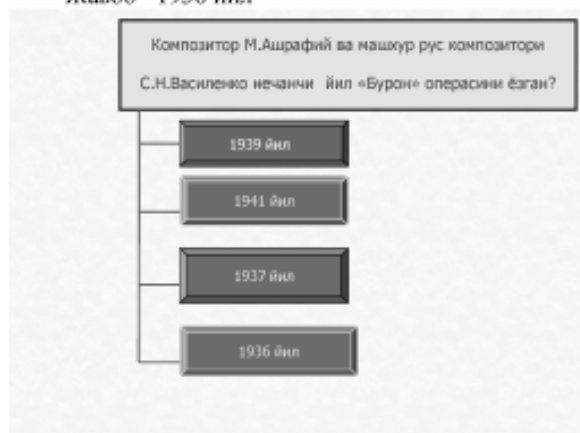 Композитор М.Ашрафий ва машхур рус композитори
С.Н.Василенко нечанчи йил «Бурон» операсини ёзган?
1939 йил
1941 йил
1937 йил
1936 йил